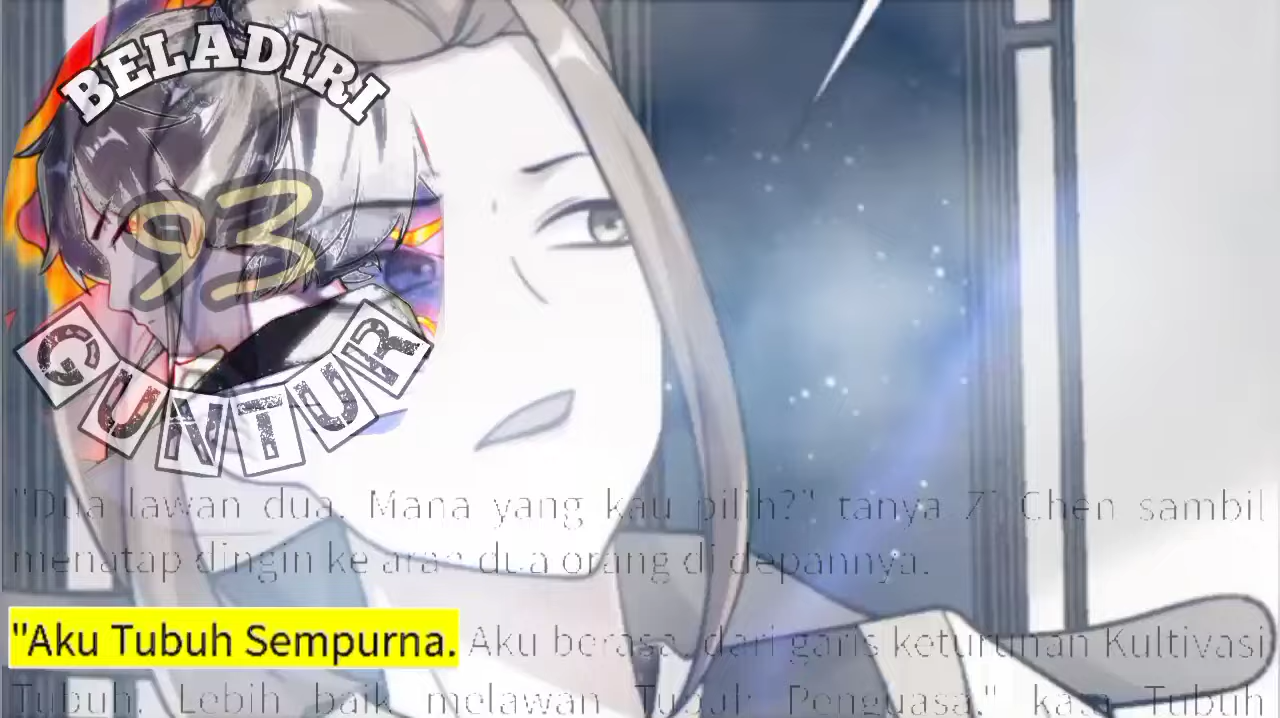 BELADIRI
93
GUNTUR
"Dua lawan dua. Mana yang kau pilih?" tanya Zi Chen sambil
menatap dingin ke arah dua orang di depannya.
"Aku Tubuh Sempurna. Aku berasal dari garis keturunan Kultivasi
Tubuh. Lebih baik melawan Tubuh Penguasa." kata Tubuh